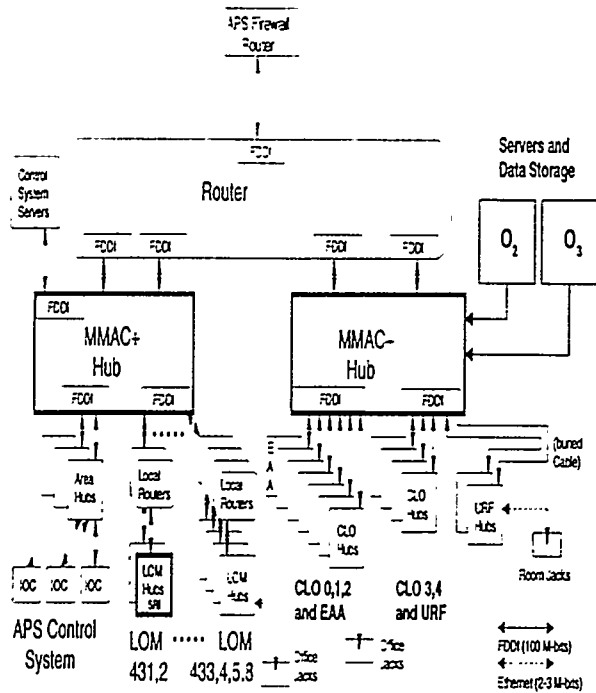 APS Firewall
Router
FDDI
Router
Control
System
Servers
FDDI
FDDI
FDDI
FDDI
Servers and
Data Storage
O2
O3
FDDI
MMAC+
Hub
FDDI
FDDI
MMAC–
Hub
FDDI
FDDI
Area
Hubs
Local
Routers
Local
Routers
CLO
Hubs
CLO
Hubs
URF
Hubs
(buried
Cable)
LOM
Hubs
SRI
LOM
Hubs
Room Jacks
APS Control
System
LOM ····· LOM
431,2
433,4,5.3
CLO 0,1,2
and EAA
CLO 3,4
and URF
Office
Jacks
Office
Jacks
FDDI (100 M-bits)
Ethernet (2-3 M-bits)